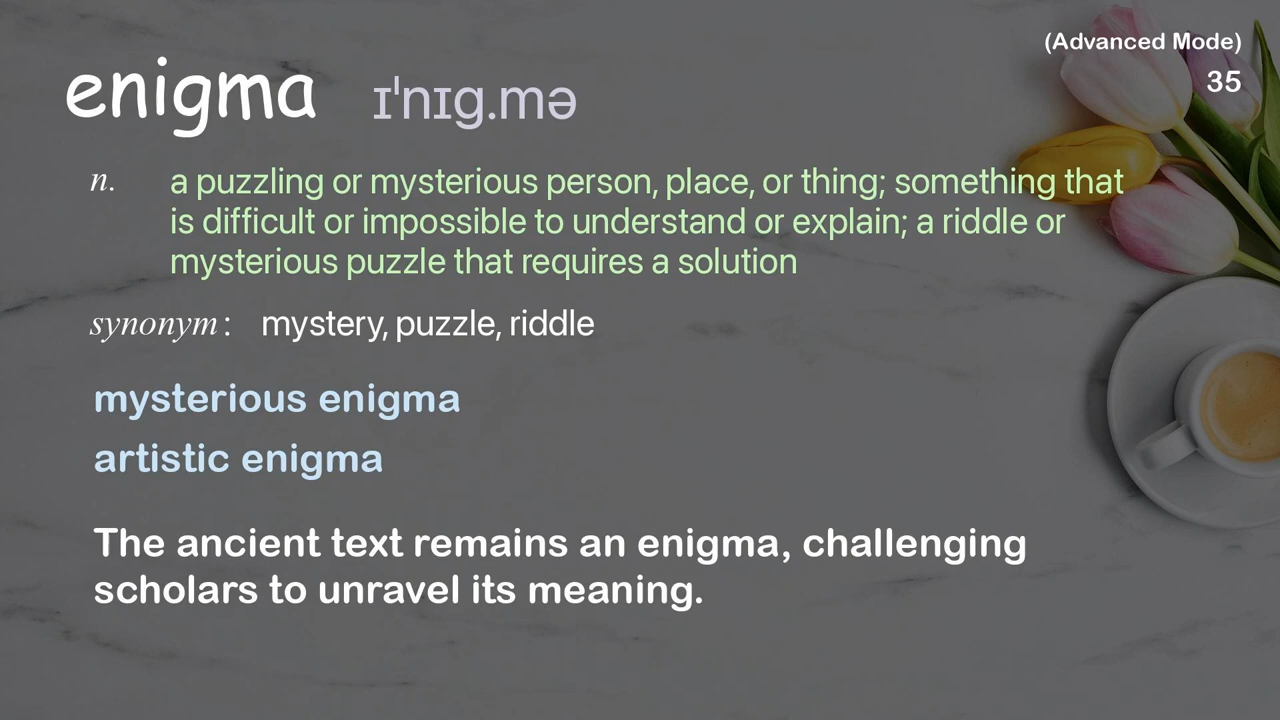 (Advanced Mode)
35
enigma ɪˈnɪg.mə
n. a puzzling or mysterious person, place, or thing; something that
is difficult or impossible to understand or explain; a riddle or
mysterious puzzle that requires a solution
synonym: mystery, puzzle, riddle
mysterious enigma
artistic enigma
The ancient text remains an enigma, challenging
scholars to unravel its meaning.